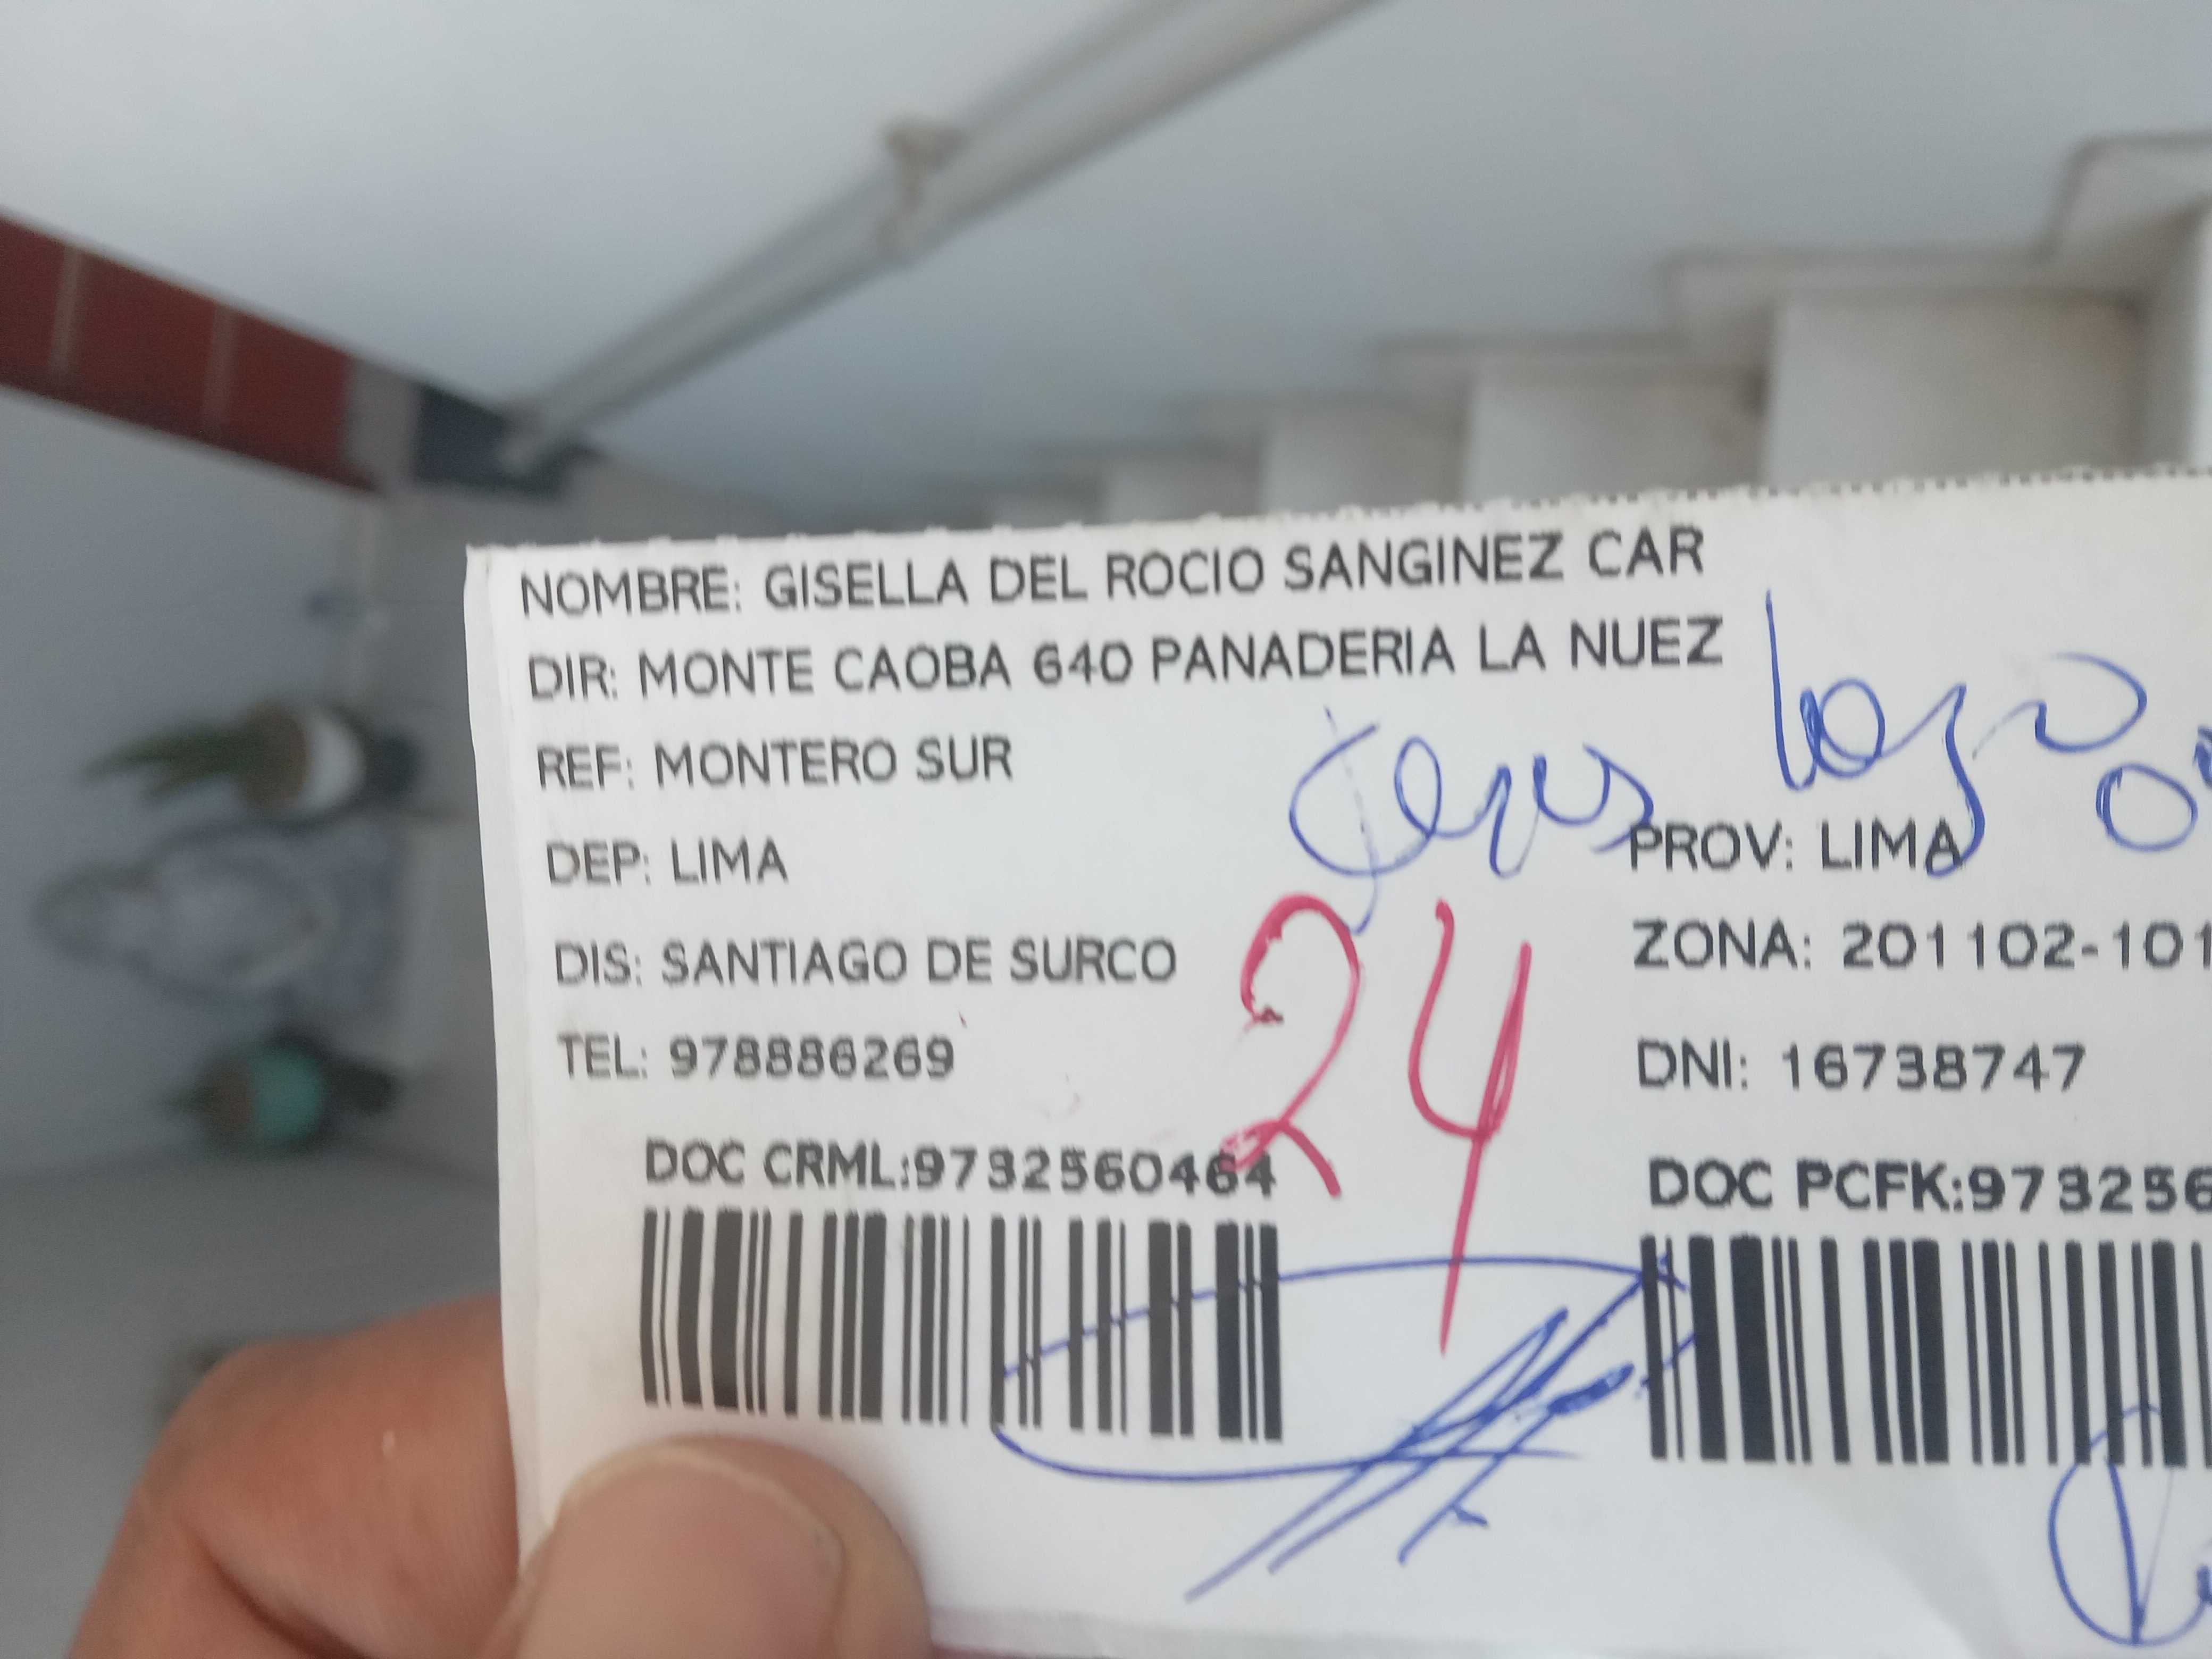 NOMBRE: GISELLA DEL ROCIO SANGINEZ CAR
DIR: MONTE CAOBA 640 PANADERIA LA NUEZ
REF: MONTERO SUR
DEP: LIMA
PROV: LIMA
DIS: SANTIAGO DE SURCO
24
ZONA: 201102-101
TEL: 978886269
DNI: 16738747
DOC CRML:9732560464
DOC PCFK:973256